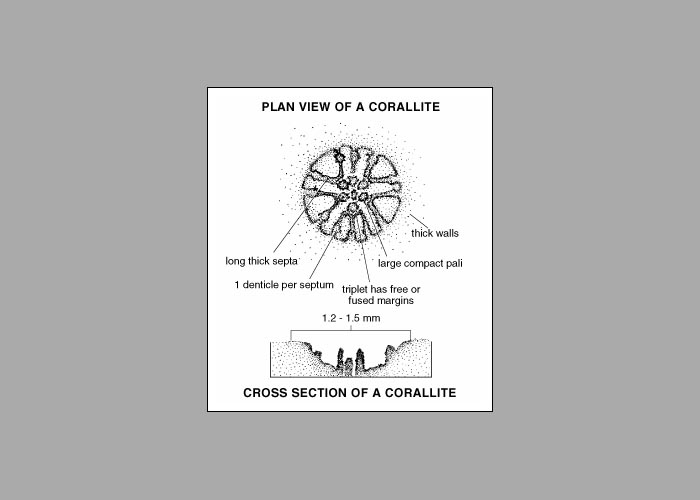 PLAN VIEW OF A CORALLITE
thick walls
long thick septa
large compact pali
1 denticle per septum
triplet has free or
fused margins
1.2 - 1.5 mm
CROSS SECTION OF A CORALLITE